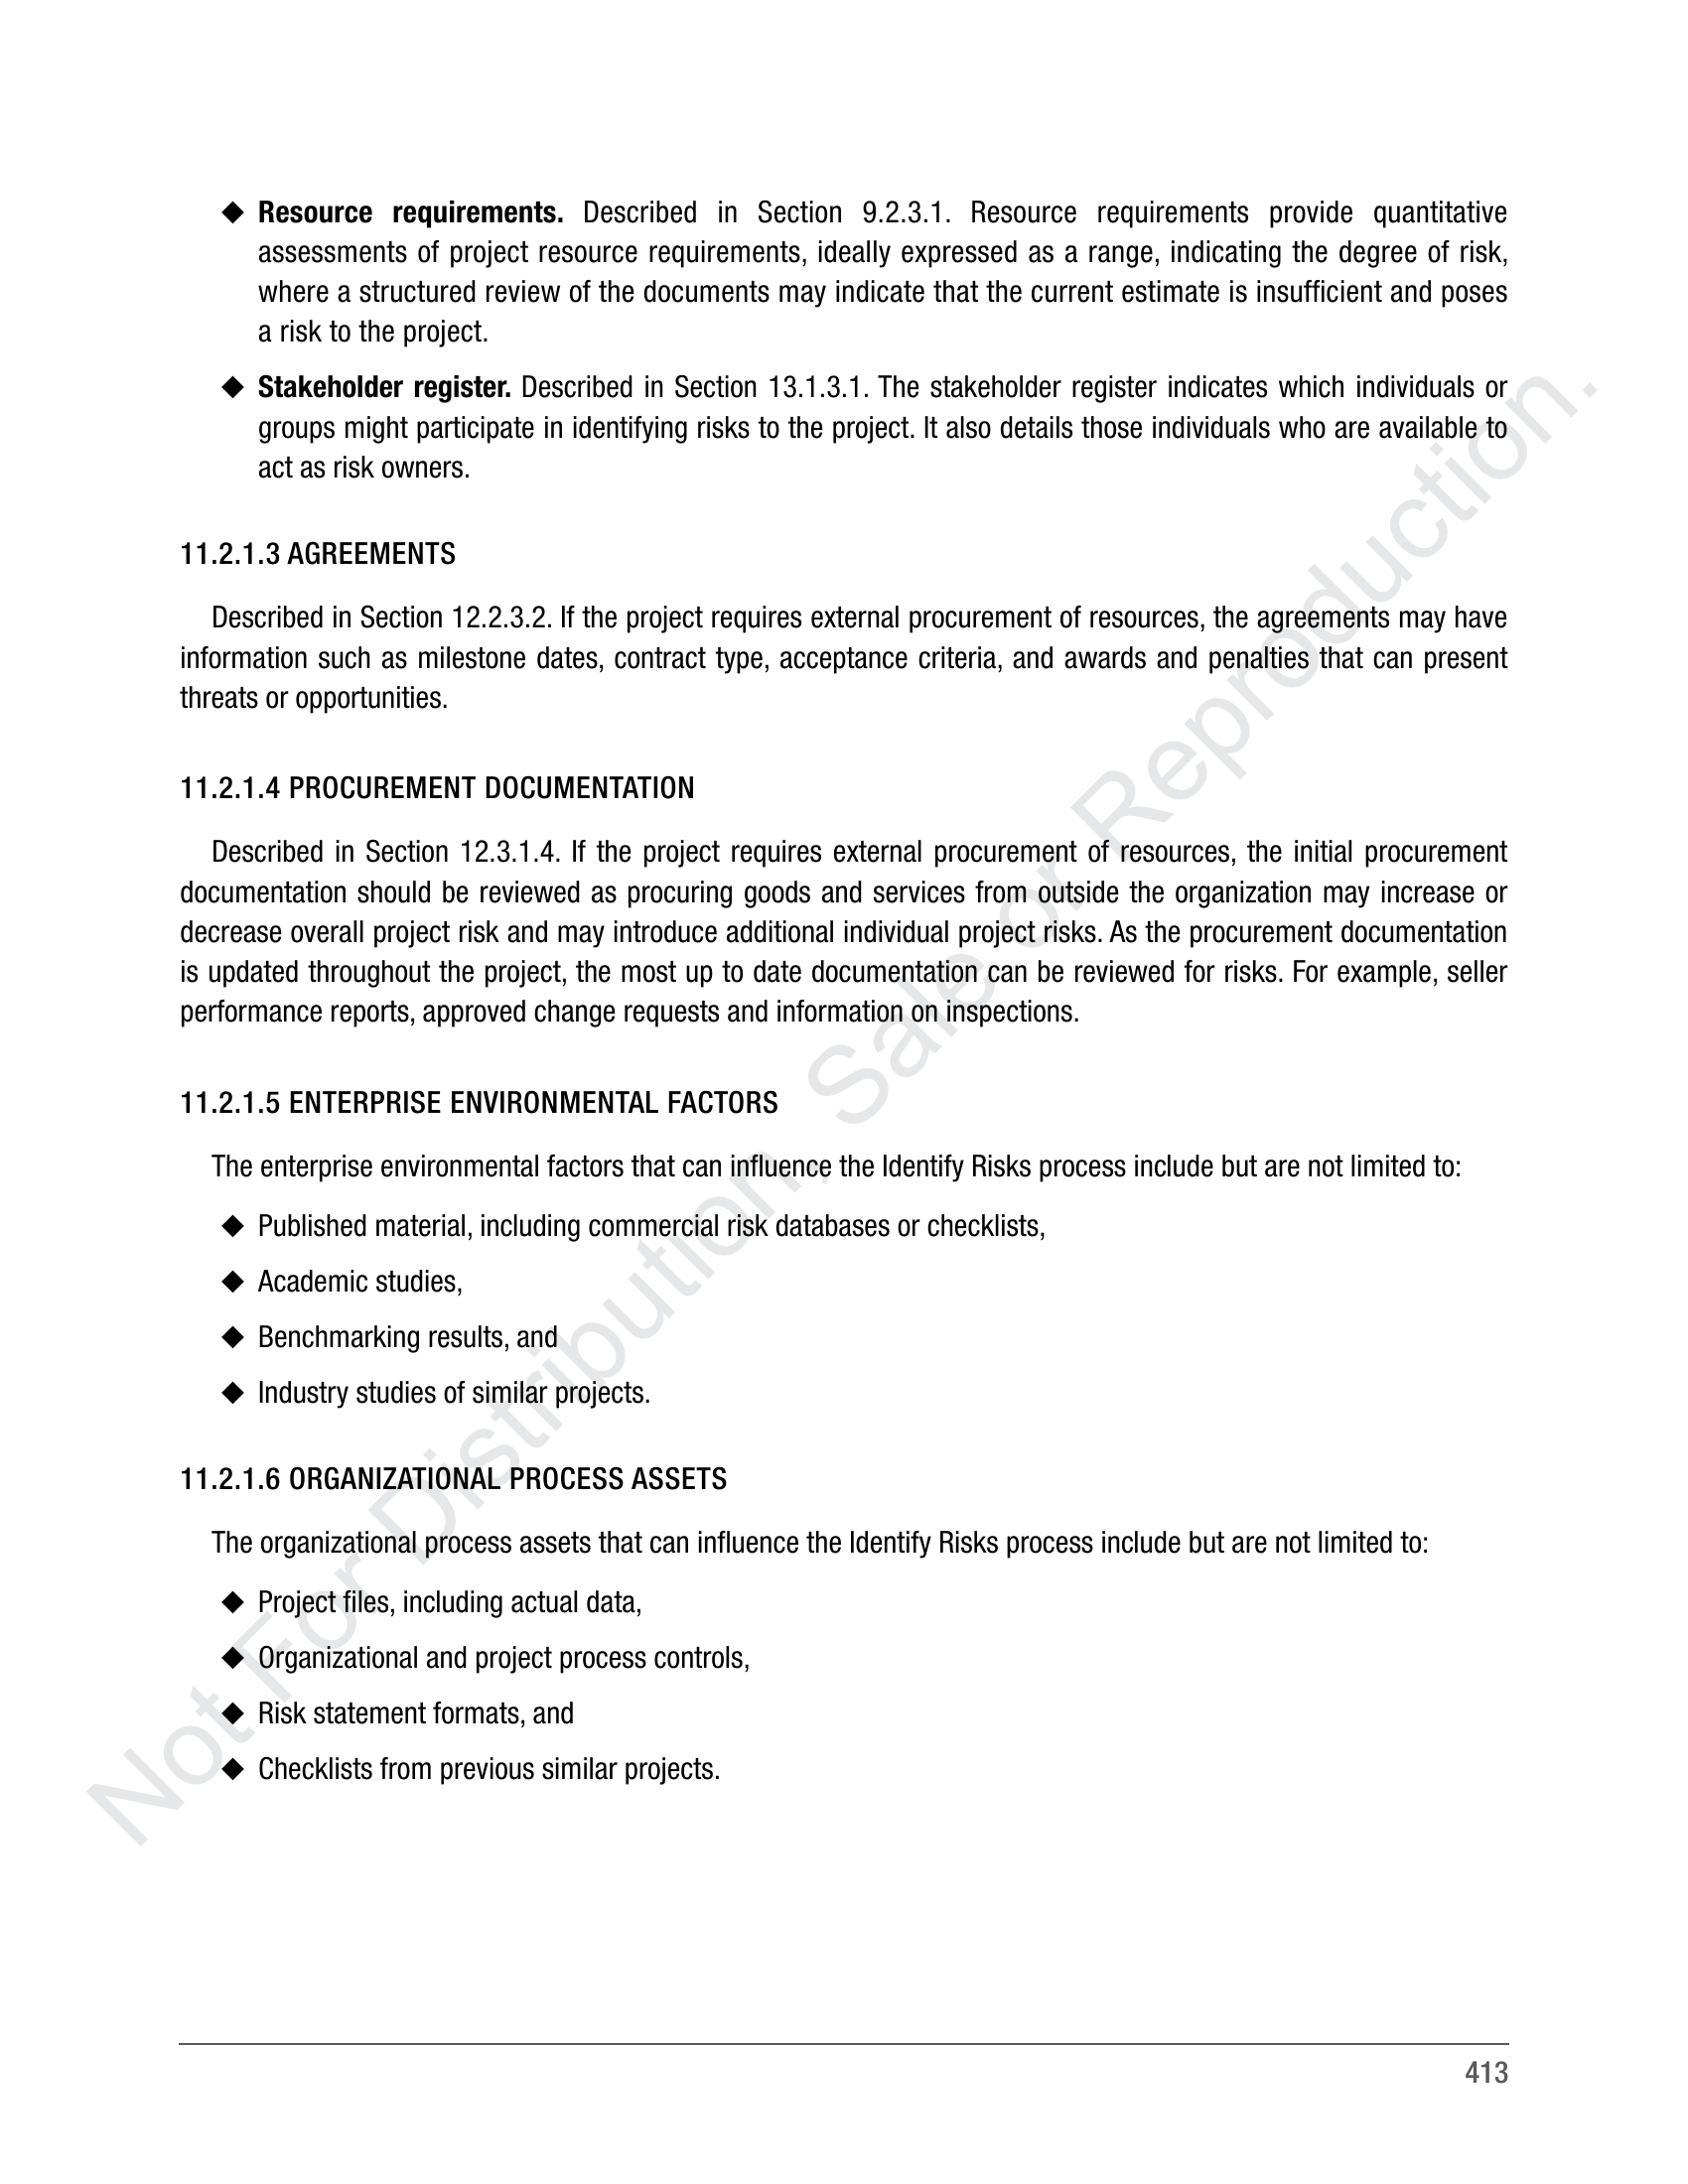 ◆ Resource requirements. Described in Section 9.2.3.1. Resource requirements provide quantitative
assessments of project resource requirements, ideally expressed as a range, indicating the degree of risk,
where a structured review of the documents may indicate that the current estimate is insufficient and poses
a risk to the project.
◆ Stakeholder register. Described in Section 13.1.3.1. The stakeholder register indicates which individuals or
groups might participate in identifying risks to the project. It also details those individuals who are available to
act as risk owners.
11.2.1.3 AGREEMENTS
Described in Section 12.2.3.2. If the project requires external procurement of resources, the agreements may have
information such as milestone dates, contract type, acceptance criteria, and awards and penalties that can present
threats or opportunities.
11.2.1.4 PROCUREMENT DOCUMENTATION
Described in Section 12.3.1.4. If the project requires external procurement of resources, the initial procurement
documentation should be reviewed as procuring goods and services from outside the organization may increase or
decrease overall project risk and may introduce additional individual project risks. As the procurement documentation
is updated throughout the project, the most up to date documentation can be reviewed for risks. For example, seller
performance reports, approved change requests and information on inspections.
11.2.1.5 ENTERPRISE ENVIRONMENTAL FACTORS
The enterprise environmental factors that can influence the Identify Risks process include but are not limited to:
◆ Published material, including commercial risk databases or checklists,
◆ Academic studies,
◆ Benchmarking results, and
◆ Industry studies of similar projects.
11.2.1.6 ORGANIZATIONAL PROCESS ASSETS
The organizational process assets that can influence the Identify Risks process include but are not limited to:
◆ Project files, including actual data,
◆ Organizational and project process controls,
◆ Risk statement formats, and
◆ Checklists from previous similar projects.
413
Not For Distribution, Sale or Reproduction.